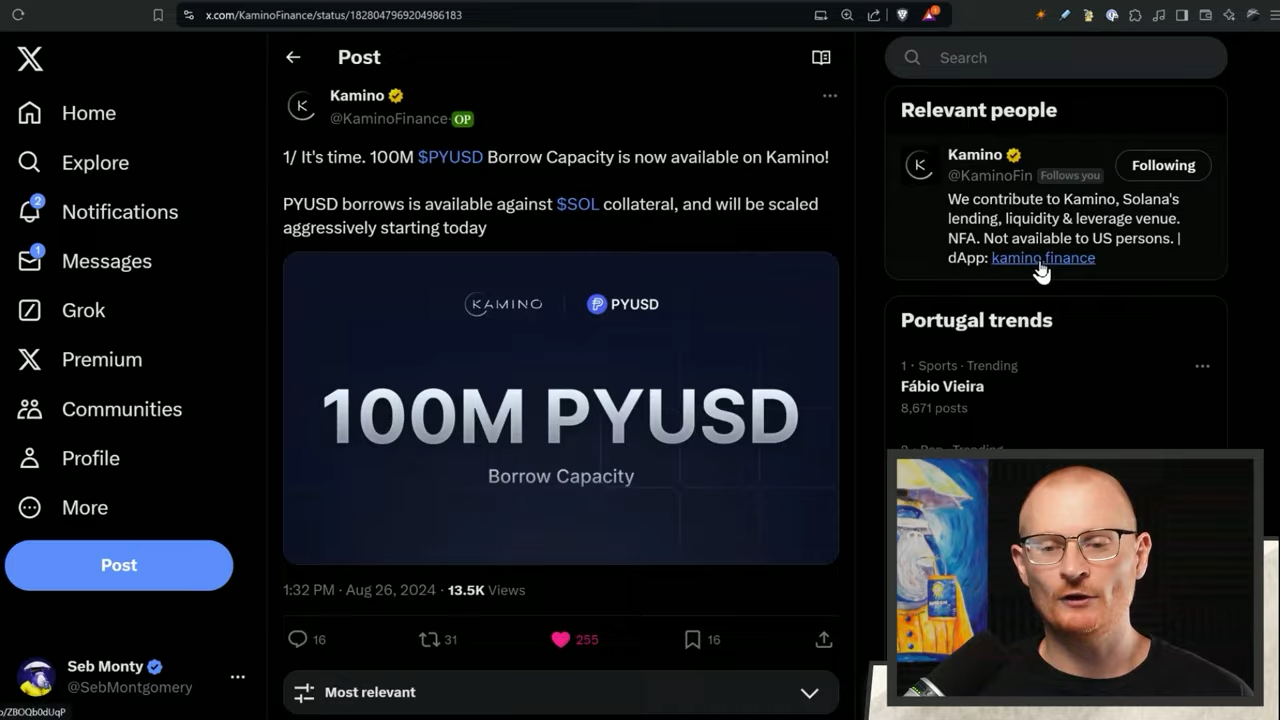 x.com/KaminoFinance/status/1828047969204986183
Home
Explore
2
Notifications
1
Messages
Grok
Premium
Communities
Profile
More
Post
Seb Monty
@SebMontgomery
o/ZBOQb0dUqP
Post
Kamino
@KaminoFinance· OP
1/ It's time. 100M $PYUSD Borrow Capacity is now available on Kamino!
PYUSD borrows is available against $SOL collateral, and will be scaled
aggressively starting today
KAMINO
PYUSD
100M PYUSD
Borrow Capacity
1:32 PM · Aug 26, 2024 · 13.5K Views
16
31
255
16
Most relevant
Search
Relevant people
Kamino
@KaminoFin Follows you
Following
We contribute to Kamino, Solana's
lending, liquidity & leverage venue.
NFA. Not available to US persons. |
dApp: kamino.finance
Portugal trends
1 · Sports · Trending
Fábio Vieira
8,671 posts